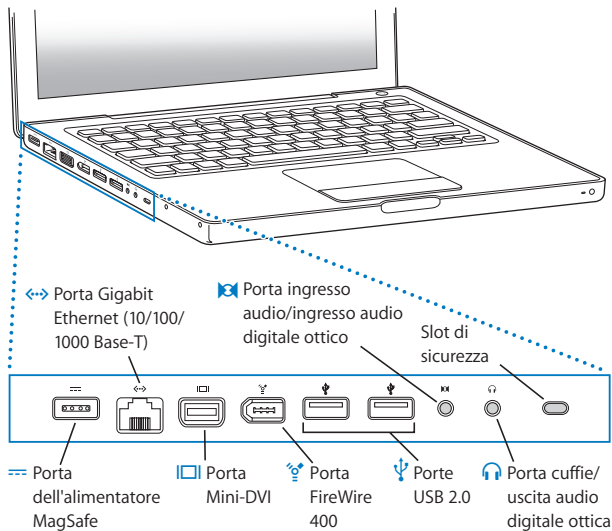 Porta Gigabit
Ethernet (10/100/
1000 Base-T)
Porta ingresso
audio/ingresso audio
digitale ottico
Slot di
sicurezza
Porta
dell'alimentatore
MagSafe
Porta
Mini-DVI
Porta
FireWire
400
Porte
USB 2.0
Porta cuffie/
uscita audio
digitale ottica